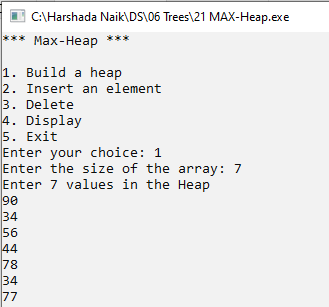 C:\Harshada Naik\DS\06 Trees\21 MAX-Heap.exe
*** Max-Heap ***
1. Build a heap
2. Insert an element
3. Delete
4. Display
5. Exit
Enter your choice: 1
Enter the size of the array: 7
Enter 7 values in the Heap
90
34
56
44
78
34
77